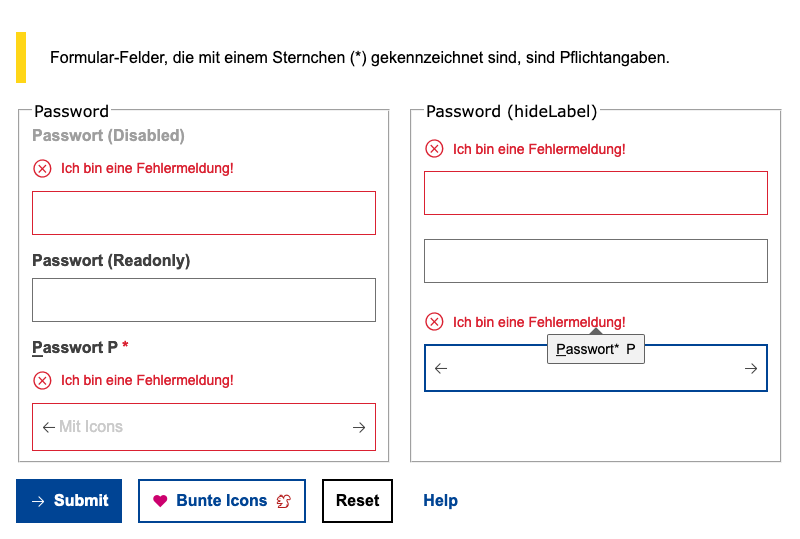 Formular-Felder, die mit einem Sternchen (*) gekennzeichnet sind, sind Pflichtangaben.
Password
Passwort (Disabled)
Ich bin eine Fehlermeldung!
Passwort (Readonly)
Passwort P *
Ich bin eine Fehlermeldung!
Mit Icons
Password (hideLabel)
Ich bin eine Fehlermeldung!
Ich bin eine Fehlermeldung!
Passwort* P
Submit
Bunte Icons
Reset
Help